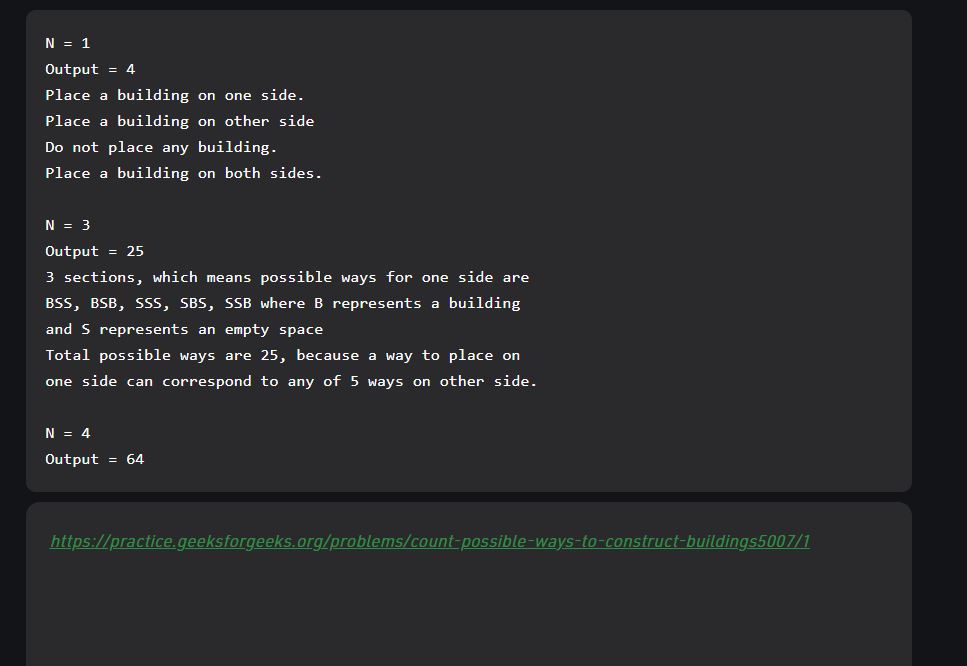 N = 1
Output = 4
Place a building on one side.
Place a building on other side
Do not place any building.
Place a building on both sides.
N = 3
Output = 25
3 sections, which means possible ways for one side are
BSS, BSB, SSS, SBS, SSB where B represents a building
and S represents an empty space
Total possible ways are 25, because a way to place on
one side can correspond to any of 5 ways on other side.
N = 4
Output = 64
https://practice.geeksforgeeks.org/problems/count-possible-ways-to-construct-buildings5007/1